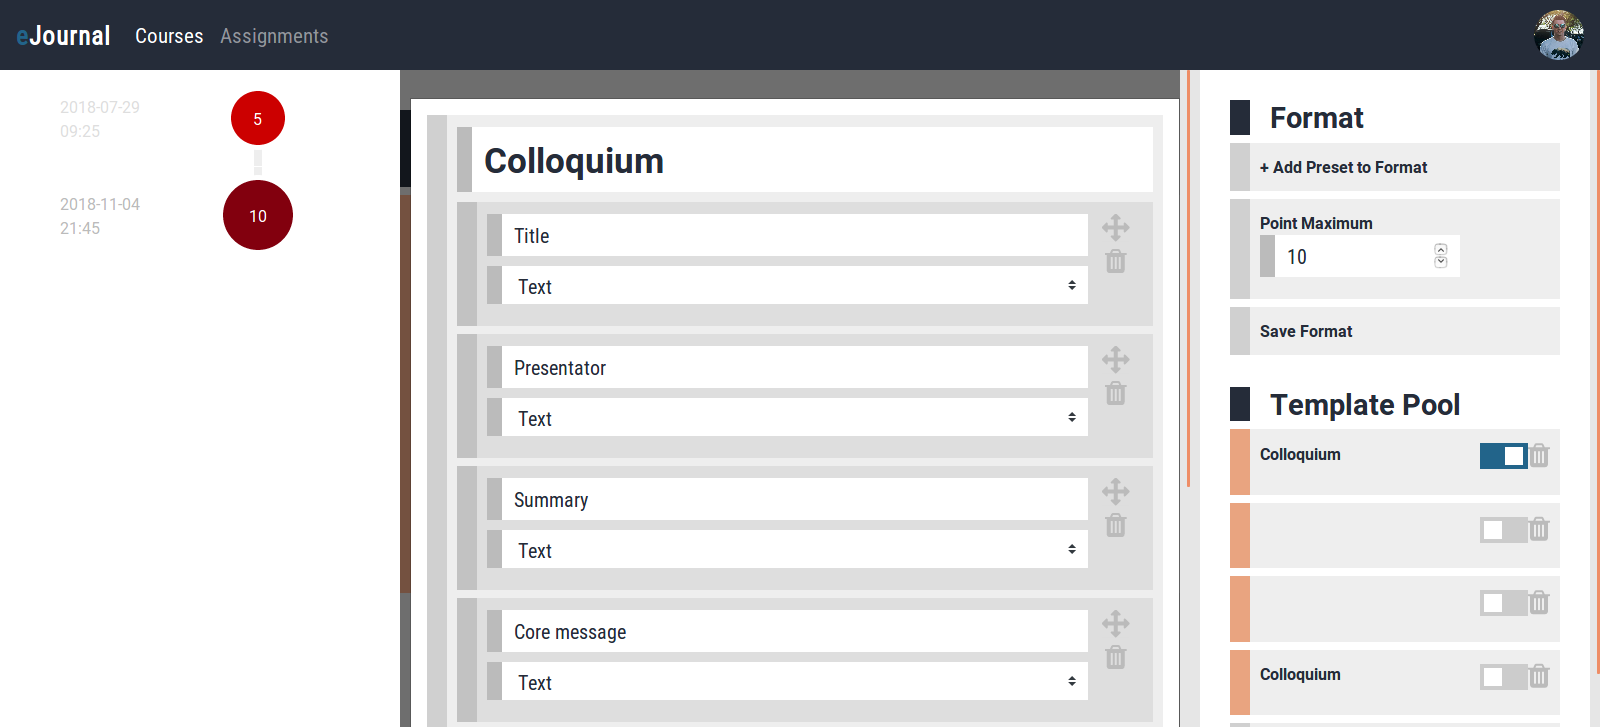 eJournal Courses Assignments
2018-07-29
09:25
5
2018-11-04
21:45
10
Colloquium
Title
Text
Presentator
Text
Summary
Text
Core message
Text
Format
+ Add Preset to Format
Point Maximum
10
Save Format
Template Pool
Colloquium
Colloquium